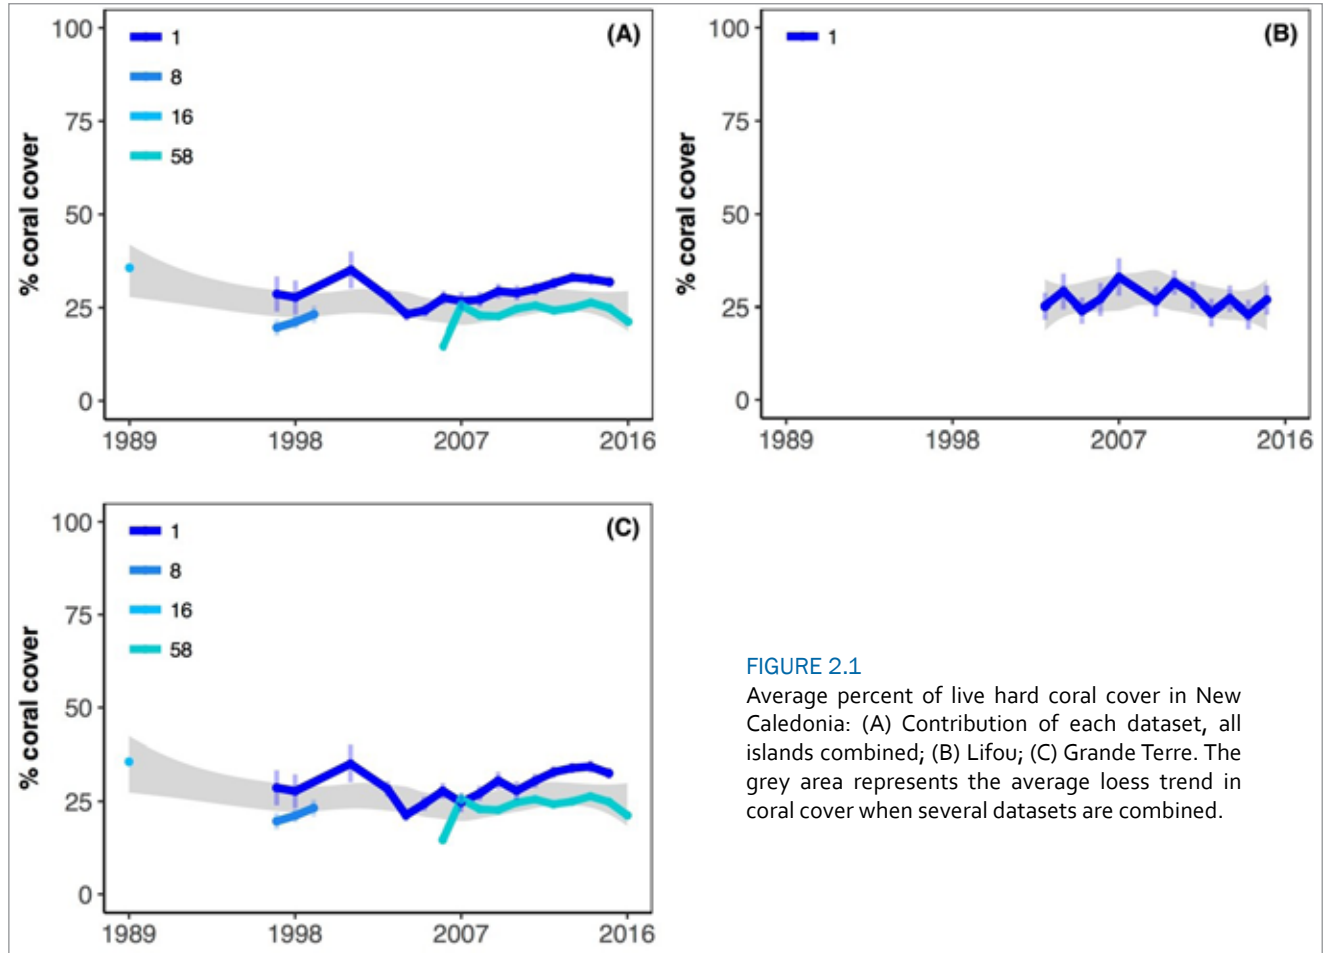 (A)
1
8
16
58
% coral cover
100
75
50
25
0
1989 1998 2007 2016
(B)
1
% coral cover
100
75
50
25
0
1989 1998 2007 2016
(C)
1
8
16
58
% coral cover
100
75
50
25
0
1989 1998 2007 2016
FIGURE 2.1
Average percent of live hard coral cover in New
Caledonia: (A) Contribution of each dataset, all
islands combined; (B) Lifou; (C) Grande Terre. The
grey area represents the average loess trend in
coral cover when several datasets are combined.